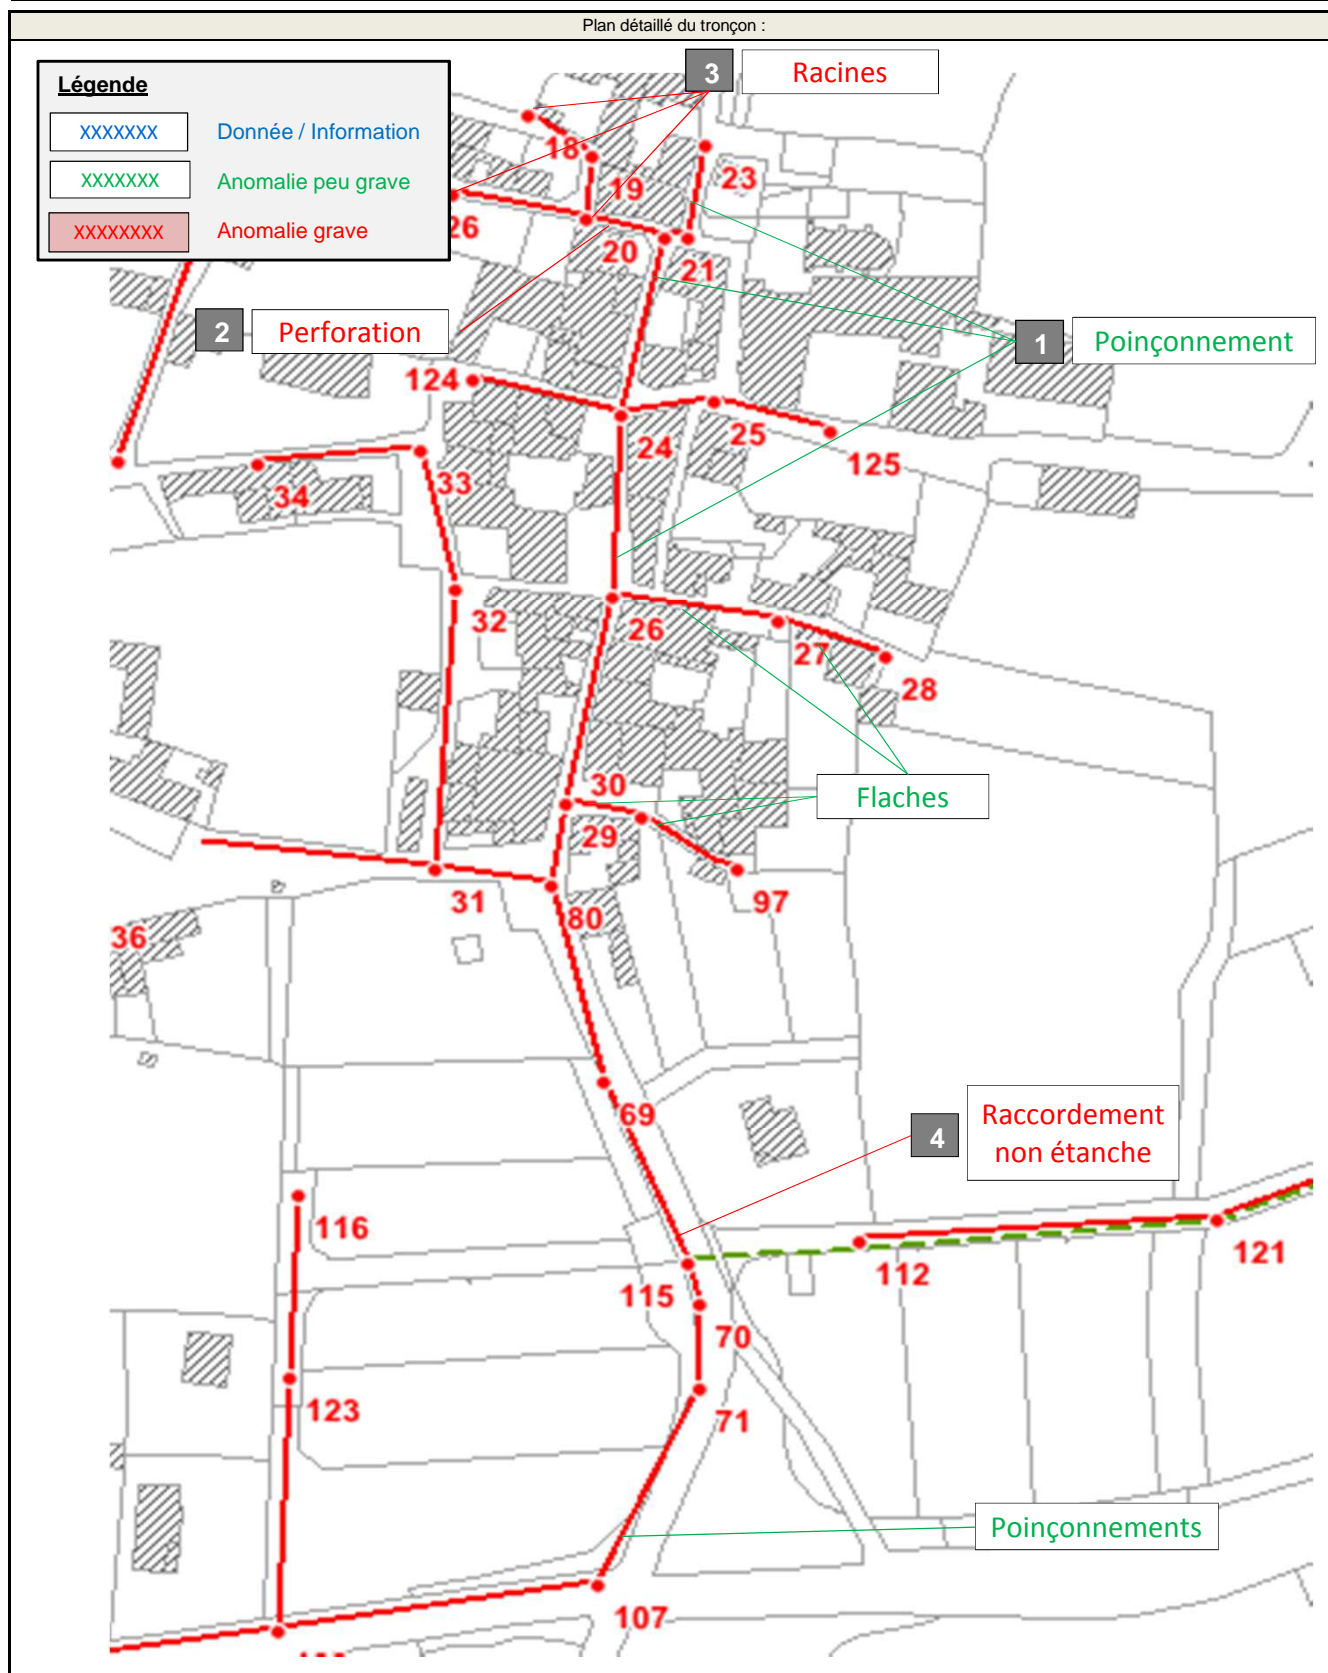 Plan détaillé du tronçon :
Légende
XXXXXXX Donnée / Information
XXXXXXX Anomalie peu grave
XXXXXXXX Anomalie grave
3 Racines
18
23
19
26
20
21
2 Perforation
1 Poinçonnement
124
24
25
125
33
34
32
26
27
28
30
Flaches
29
31
97
80
36
69
4 Raccordement
non étanche
116
112
121
115
70
123
71
Poinçonnements
107